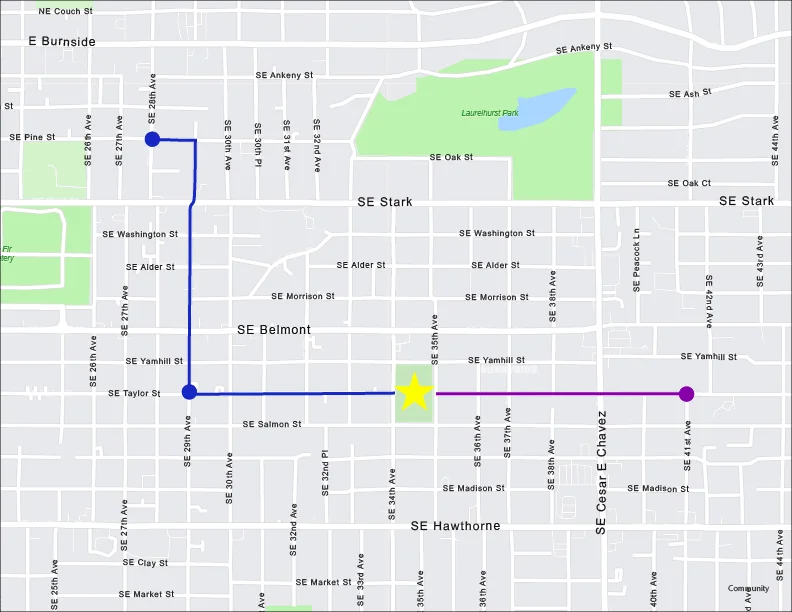 NE Couch St
E Burnside
SE Ankeny St
SE Ankeny St
SE 28th Ave
St
SE Pine St
SE 26th Ave
SE 27th Ave
SE 30th Ave
SE 30th Pl
SE 31st Ave
SE 32nd Ave
Laurelhurst Park
SE Ash St
SE 44th Ave
SE Oak St
SE Oak Ct
SE Stark
SE Stark
SE Washington St
SE Washington St
Fir
tery
SE Alder St
SE Alder St
SE Alder St
SE Peacock Ln
SE 43rd Ave
SE 27th Ave
SE Morrison St
SE Morrison St
SE 38th Ave
SE 42nd Ave
SE Belmont
SE 35th Ave
SE 26th Ave
SE Yamhill St
SE Yamhill St
SE Yamhill St
SE Taylor St
SE Salmon St
SE 29th Ave
SE 36th Ave
SE 37th Ave
SE Cesar E Chavez
SE 41st Ave
SE 30th Ave
SE 32nd Pl
SE 34th Ave
SE 38th Ave
SE Madison St
SE Madison St
SE 27th Ave
SE 32nd Ave
SE Hawthorne
SE 44th Ave
SE Clay St
SE 25th Ave
SE Market St
SE 33rd Ave
35th Ave
36th Ave
40th Ave
Community
SE Market St
Ave
d Ave